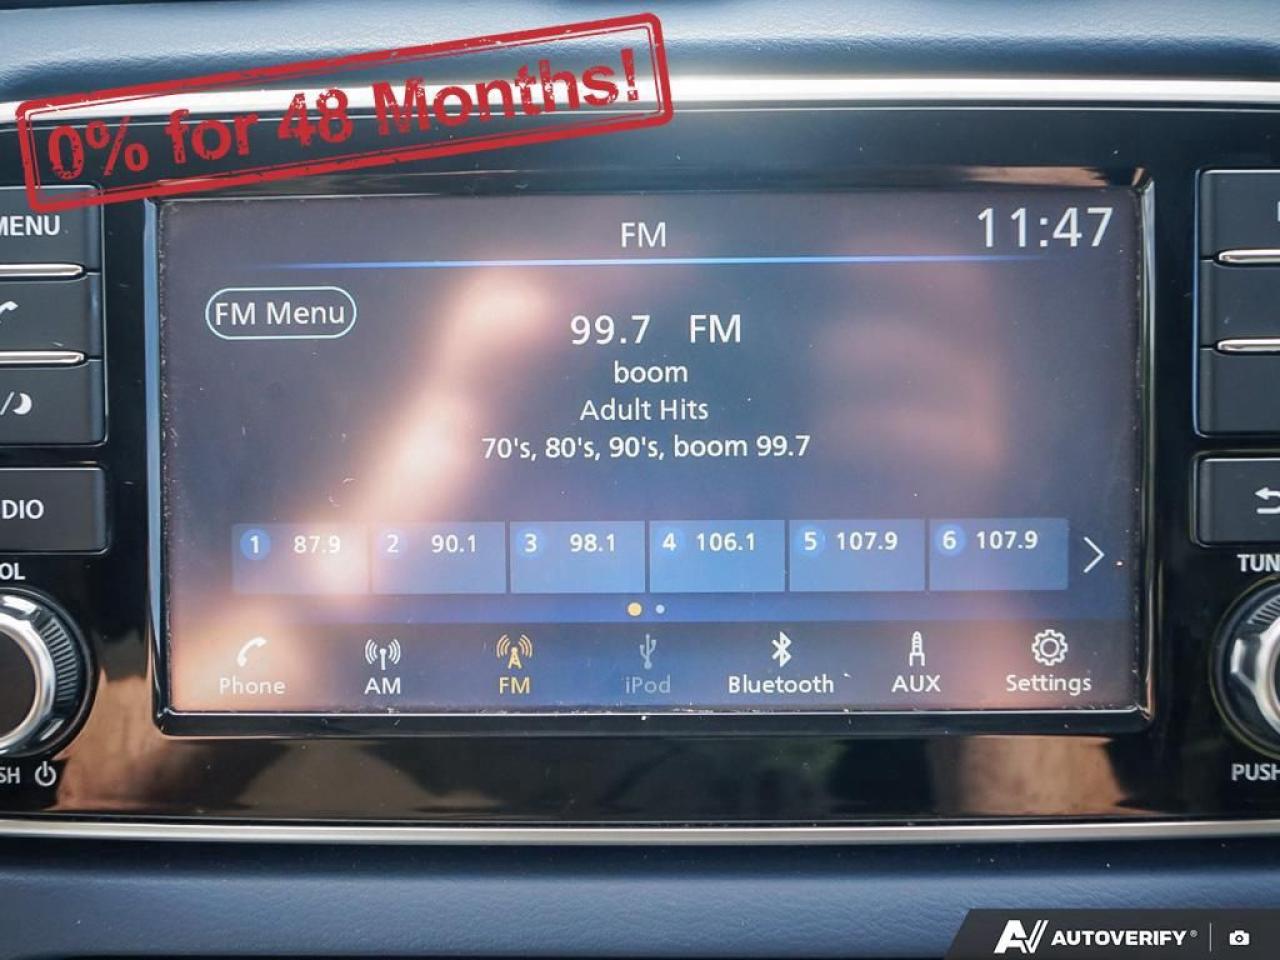 0% for 48 Months!
MENU
DIO
OL
SH
FM
11:47
FM Menu
99.7 FM
boom
Adult Hits
70's, 80's, 90's, boom 99.7
1 87.9
2 90.1
3 98.1
4 106.1
5 107.9
6 107.9
Phone
AM
FM
iPod
Bluetooth
AUX
Settings
TUN
PUSH
AUTOVERIFY®